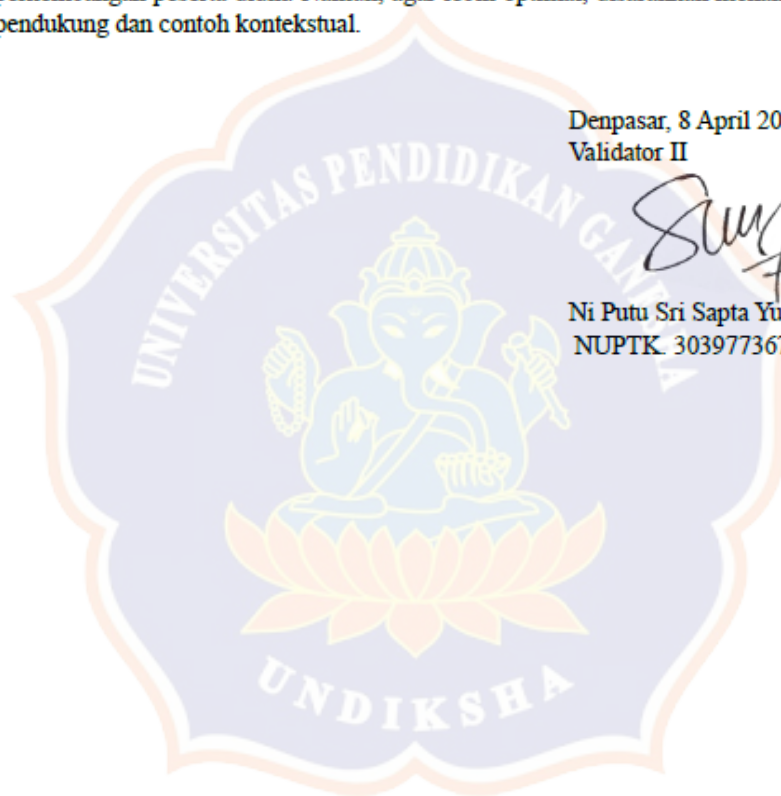 pendukung dan contoh kontekstual.
Denpasar, 8 April 20
Validator II
Ni Putu Sri Sapta Yu
NUPTK. 30397736
UNIVERSITAS PENDIDIKAN GANESHA
UNDIKSHA